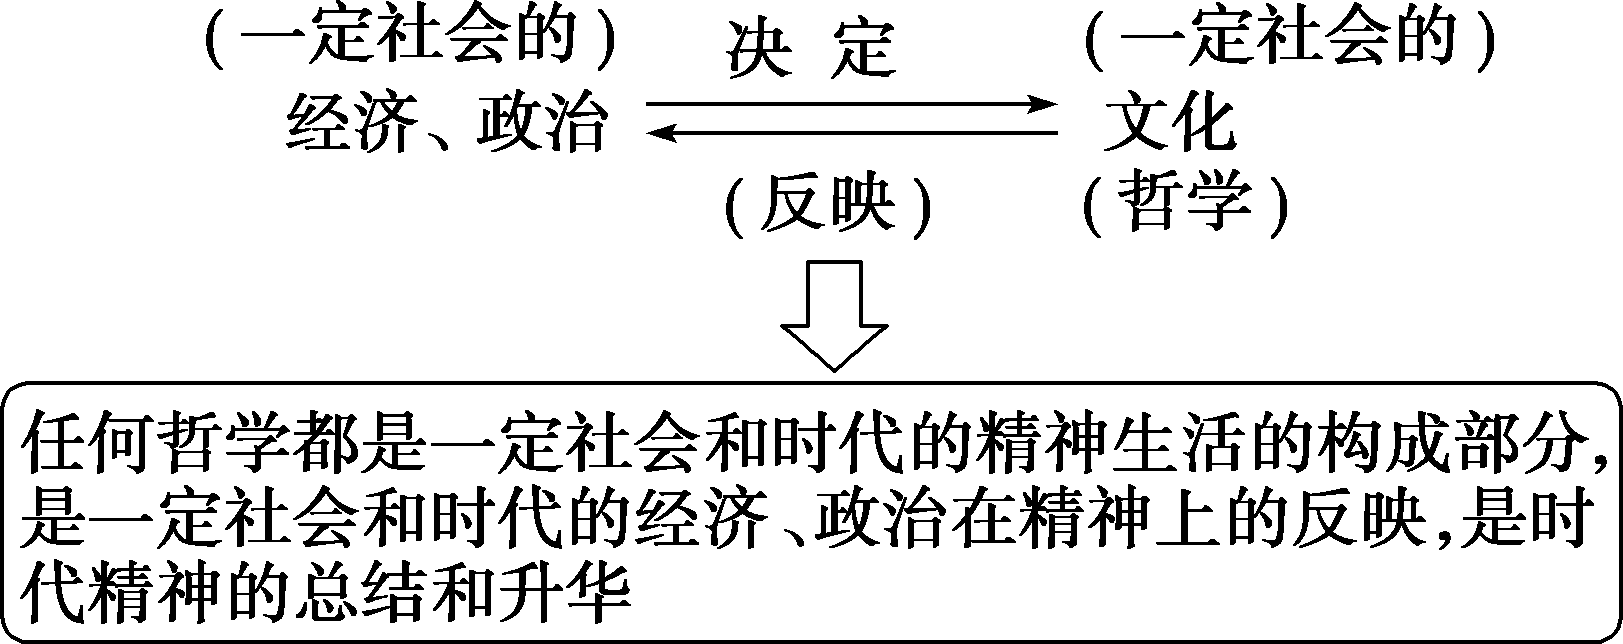 (一定社会的) 决 定 (一定社会的)
经济、政治 文化
(反映) (哲学)
任何哲学都是一定社会和时代的精神生活的构成部分,
是一定社会和时代的经济、政治在精神上的反映,是时
代精神的总结和升华